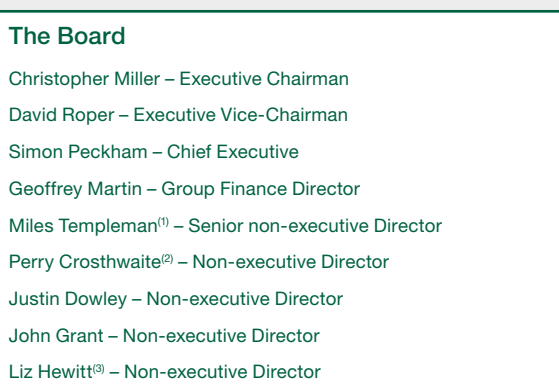 The Board
Christopher Miller – Executive Chairman
David Roper – Executive Vice-Chairman
Simon Peckham – Chief Executive
Geoffrey Martin – Group Finance Director
Miles Templeman(1) – Senior non-executive Director
Perry Crosthwaite(2) – Non-executive Director
Justin Dowley – Non-executive Director
John Grant – Non-executive Director
Liz Hewitt(3) – Non-executive Director